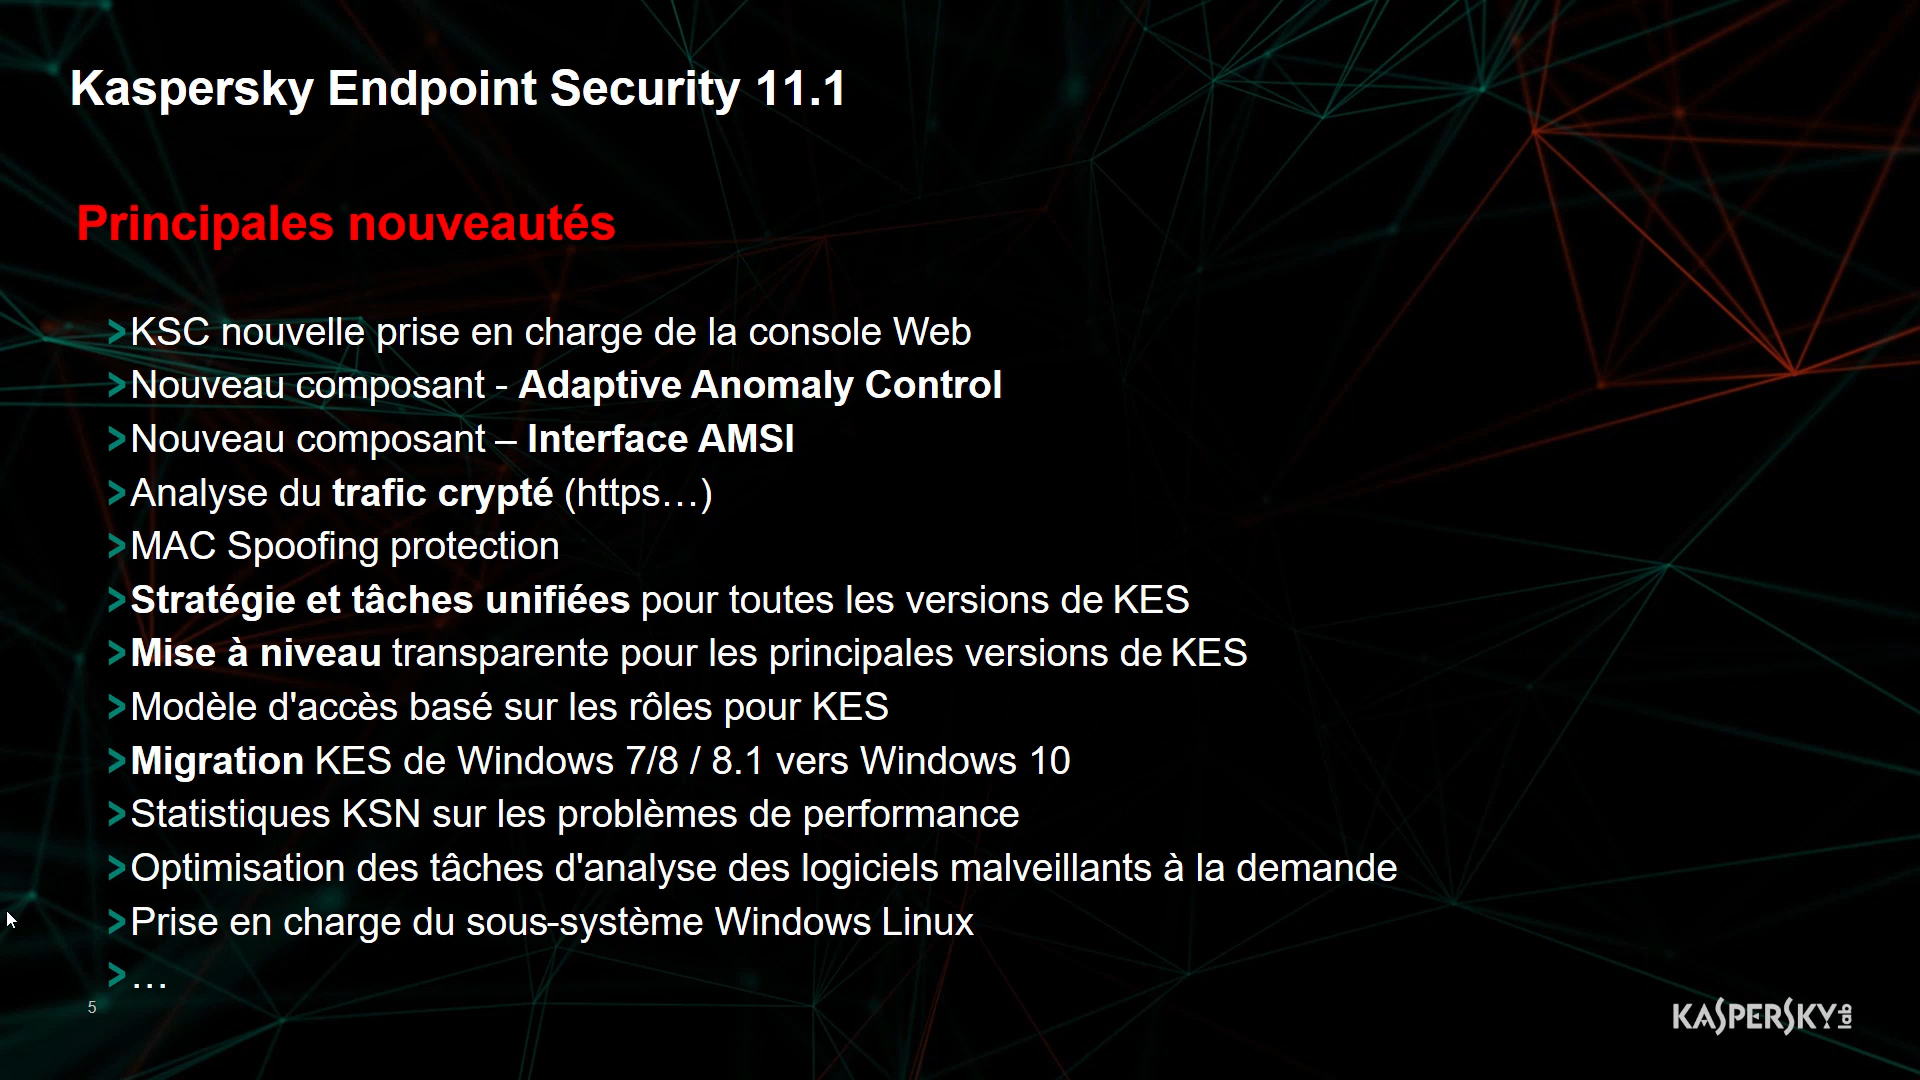 Kaspersky Endpoint Security 11.1
Principales nouveautés
>KSC nouvelle prise en charge de la console Web
>Nouveau composant - Adaptive Anomaly Control
>Nouveau composant – Interface AMSI
>Analyse du trafic crypté (https…)
>MAC Spoofing protection
>Stratégie et tâches unifiées pour toutes les versions de KES
>Mise à niveau transparente pour les principales versions de KES
>Modèle d'accès basé sur les rôles pour KES
>Migration KES de Windows 7/8 / 8.1 vers Windows 10
>Statistiques KSN sur les problèmes de performance
>Optimisation des tâches d'analyse des logiciels malveillants à la demande
>Prise en charge du sous-système Windows Linux
>…
5
KASPERSKY lab